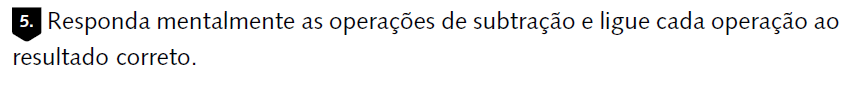 5. Responda mentalmente as operações de subtração e ligue cada operação ao
resultado correto.